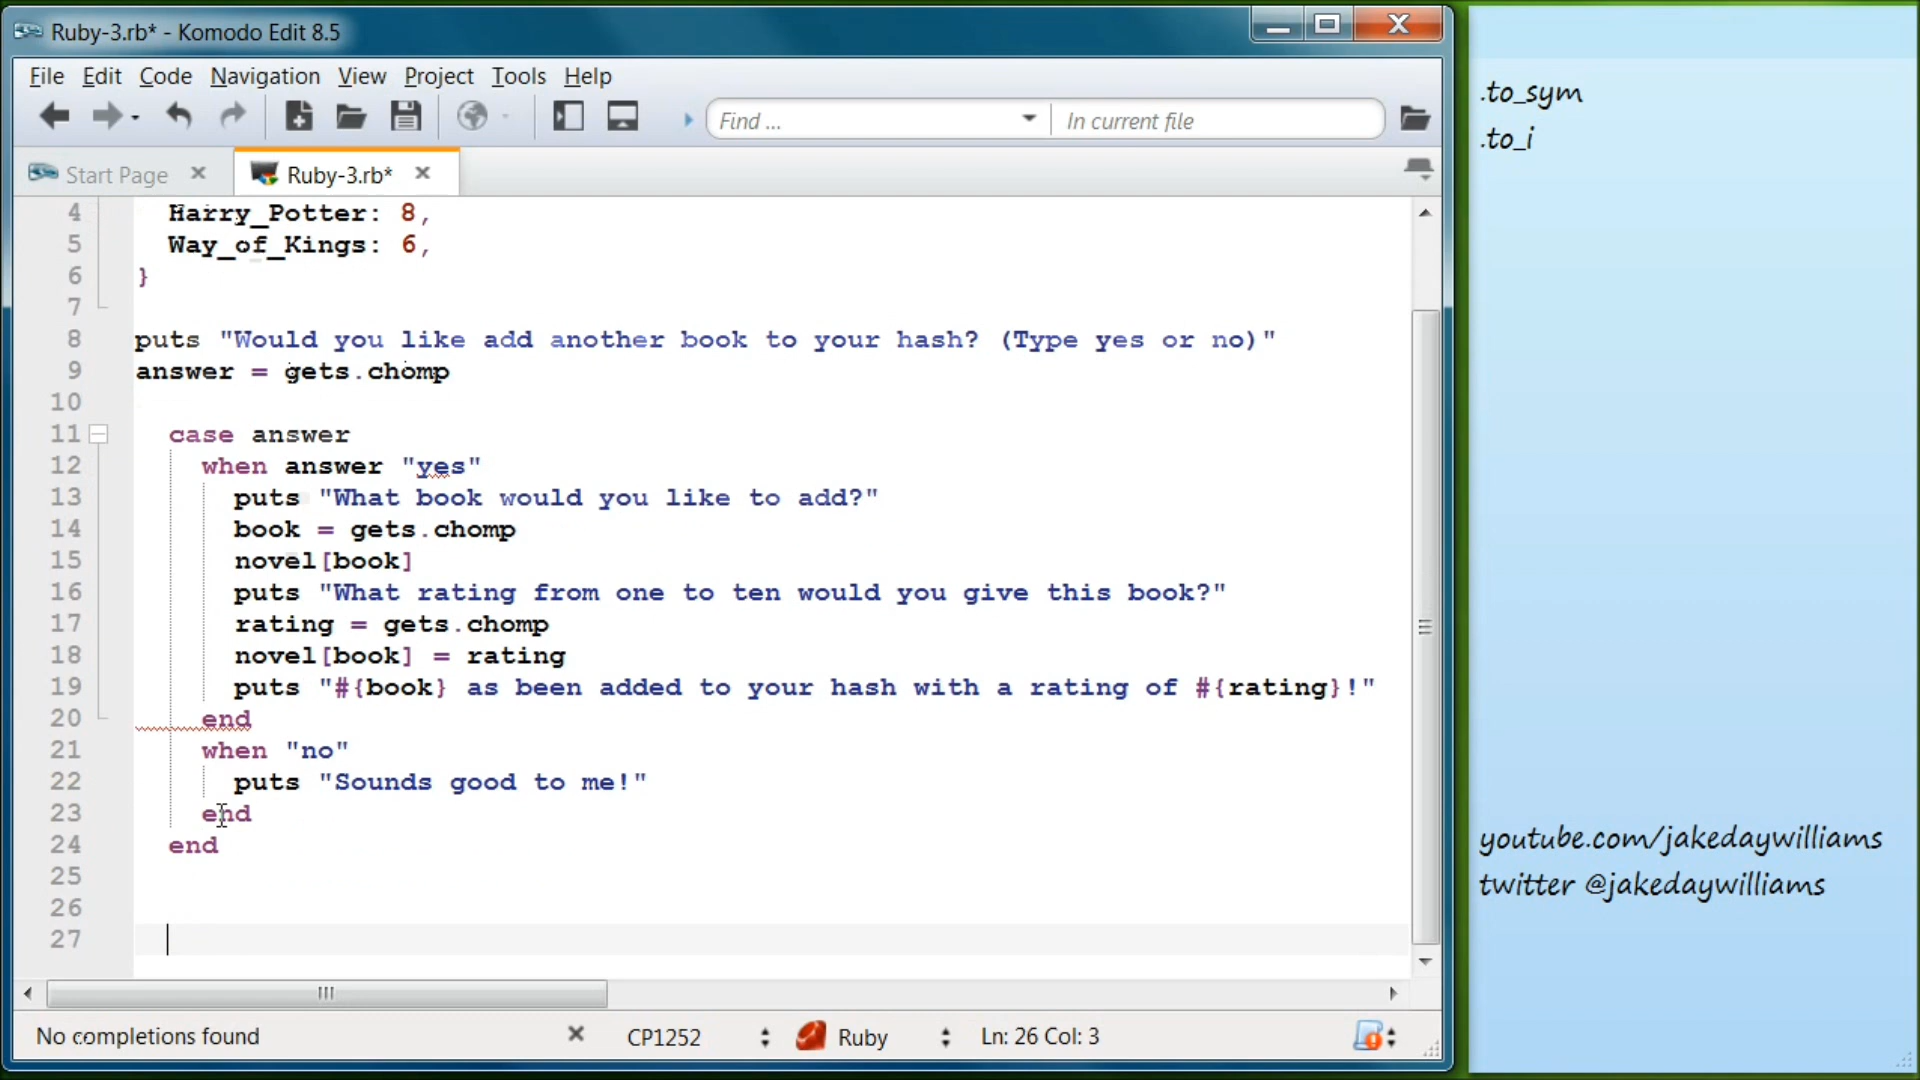 Ruby-3.rb* - Komodo Edit 8.5
File Edit Code Navigation View Project Tools Help
Find ... In current file
Start Page Ruby-3.rb*
4 Harry_Potter: 8,
5 Way_of_Kings: 6,
6 }
7
8 puts "Would you like add another book to your hash? (Type yes or no)"
9 answer = gets.chomp
10
11 case answer
12 when answer "yes"
13 puts "What book would you like to add?"
14 book = gets.chomp
15 novel[book]
16 puts "What rating from one to ten would you give this book?"
17 rating = gets.chomp
18 novel[book] = rating
19 puts "#{book} as been added to your hash with a rating of #{rating}!"
20 end
21 when "no"
22 puts "Sounds good to me!"
23 end
24 end
25
26
27
No completions found CP1252 Ruby Ln: 26 Col: 3
.to_sym
.to_i
youtube.com/jakedaywilliams
twitter @jakedaywilliams